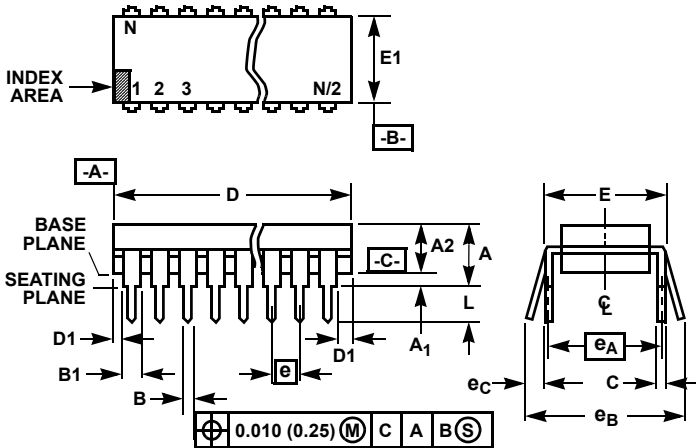 N
INDEX
AREA
1 2 3 N/2
E1
-B-
-A-
D
E
BASE
PLANE
A2
A
-C-
SEATING
PLANE
L
℄
D1
A1
D1
eA
B1
e
eC
C
B
eB
0.010 (0.25) Ⓜ C A B Ⓢ